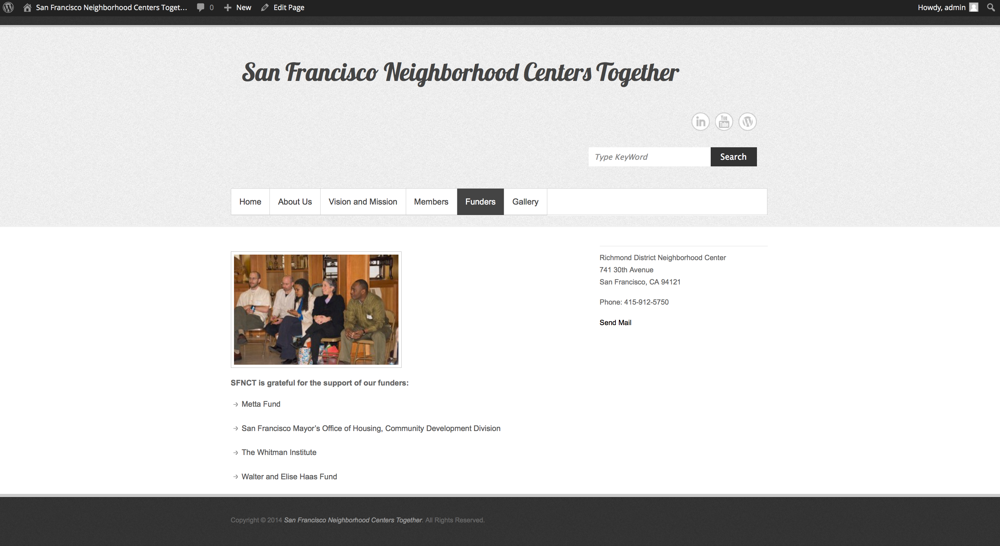 San Francisco Neighborhood Centers Toget... 0 New Edit Page Howdy, admin
San Francisco Neighborhood Centers Together
in You Tube
Type KeyWord Search
Home About Us Vision and Mission Members Funders Gallery
Richmond District Neighborhood Center
741 30th Avenue
San Francisco, CA 94121
Phone: 415-912-5750
Send Mail
SFNCT is grateful for the support of our funders:
Metta Fund
San Francisco Mayor’s Office of Housing, Community Development Division
The Whitman Institute
Walter and Elise Haas Fund
Copyright © 2014 San Francisco Neighborhood Centers Together. All Rights Reserved.